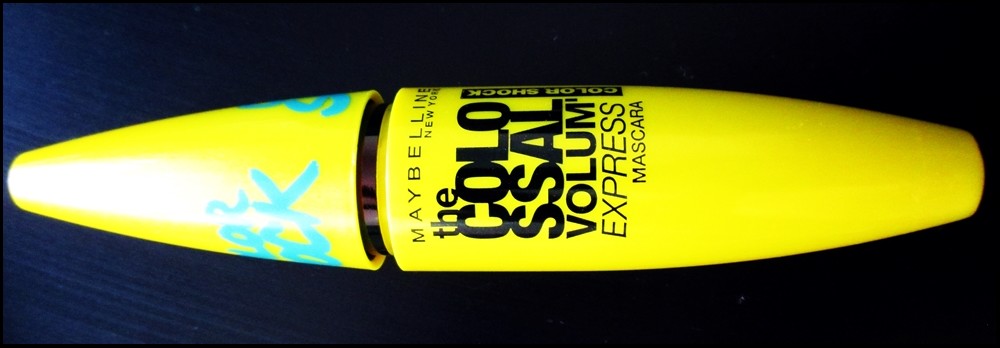 MAYBELLINE
NEW YORK
the
COLO
SSAL
VOLUM'
EXPRESS
MASCARA
COLOR SHOCK